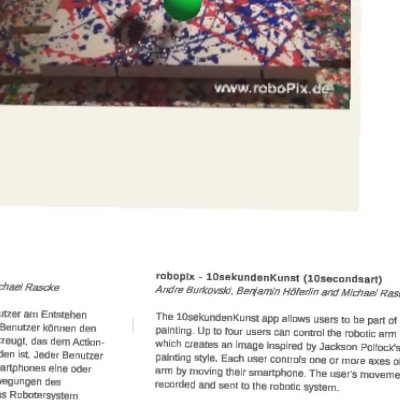 www.roboPix.de
chael Rascke
utzer am Entstehen
Benutzer können den
zeugt, das dem Action-
den ist. Jeder Benutzer
artphones eine oder
wegungen des
s Robotersystem
robopix - 10sekundenKunst (10secondsart)
Andre Burkovski, Benjamin Höferlin and Michael Ras
The 10sekundenKunst app allows users to be part of
painting. Up to four users can control the robotic arm
which creates an image inspired by Jackson Pollock's
painting style. Each user controls one or more axes o
arm by moving their smartphone. The user's moveme
recorded and sent to the robotic system.